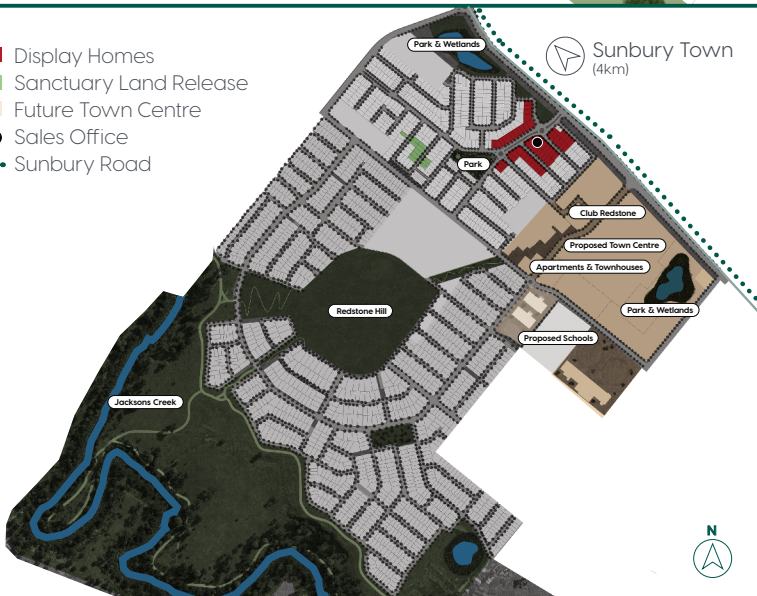 Display Homes
Sanctuary Land Release
Future Town Centre
Sales Office
Sunbury Road
Sunbury Town
(4km)
Park & Wetlands
Park
Club Redstone
Proposed Town Centre
Apartments & Townhouses
Park & Wetlands
Redstone Hill
Proposed Schools
Jacksons Creek
N